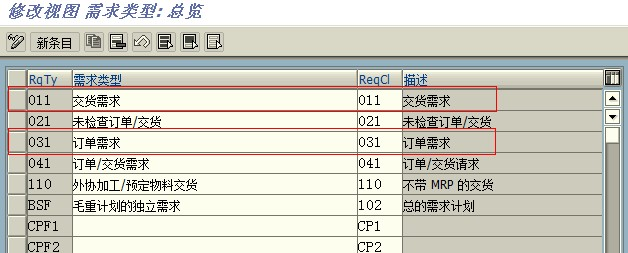 修改视图 需求类型: 总览
新条目
RqTy 需求类型 ReqCl 描述
011 交货需求 011 交货需求
021 未检查订单/交货 021 未检查订单/交货
031 订单需求 031 订单需求
041 订单/交货需求 041 订单/交货请求
110 外协加工/预定物料交货 110 不带 MRP 的交货
BSF 毛重计划的独立需求 102 总的需求计划
CPF1 CP1
CPF2 CP2